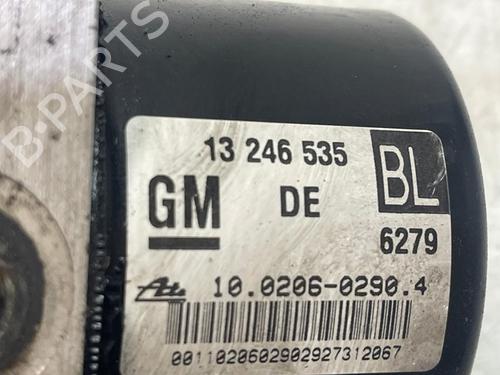 B-PARTS
13 246 535
BL
GM
DE
6279
Ate 10.0206-0290.4
0011020602902927312067